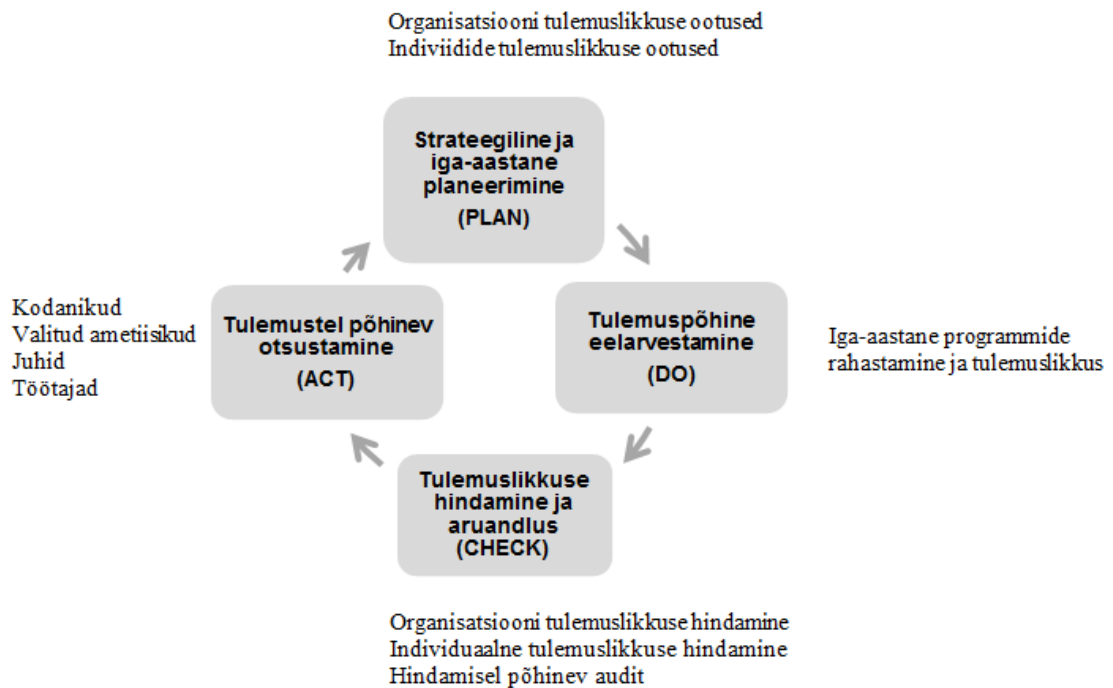 Organisatsiooni tulemuslikkuse ootused
Indiviidide tulemuslikkuse ootused
Strateegiline ja
iga-aastane
planeerimine
(PLAN)
Kodanikud
Valitud ametiisikud
Juhid
Töötajad
Tulemustel põhinev
otsustamine
(ACT)
Tulemuspõhine
eelarvestamine
(DO)
Iga-aastane programmide
rahastamine ja tulemuslikkus
Tulemuslikkuse
hindamine ja
aruandlus
(CHECK)
Organisatsiooni tulemuslikkuse hindamine
Individuaalne tulemuslikkuse hindamine
Hindamisel põhinev audit